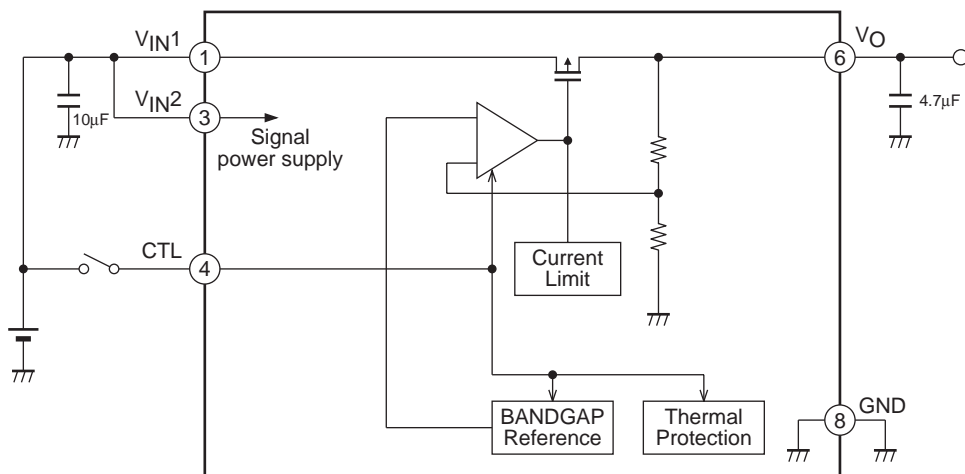 VIN1
1
VO
6
10µF
VIN2
3
Signal
power supply
4.7µF
CTL
4
Current
Limit
BANDGAP
Reference
Thermal
Protection
GND
8